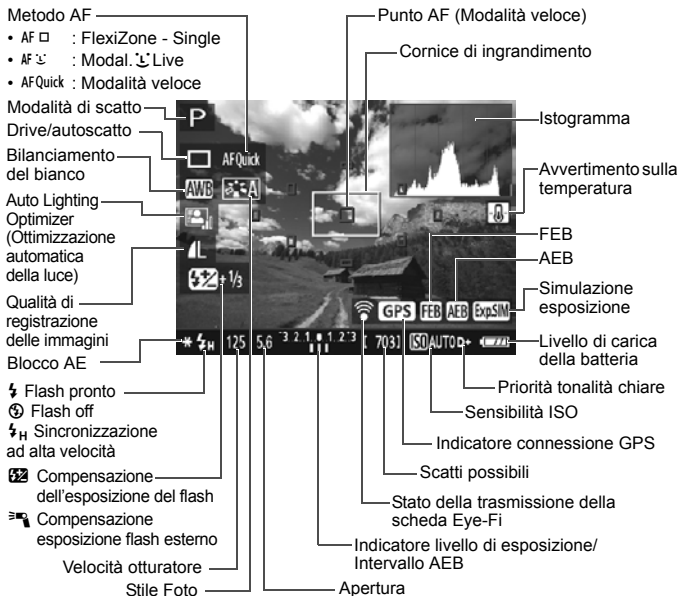 Metodo AF
• AF □ : FlexiZone - Single
• AF : Modal. Live
• AFQuick : Modalità veloce
Modalità di scatto
Drive/autoscatto
Bilanciamento
del bianco
Auto Lighting
Optimizer
(Ottimizzazione
automatica
della luce)
Qualità di
registrazione
delle immagini
Blocco AE
Flash pronto
Flash off
H Sincronizzazione
ad alta velocità
Compensazione
dell'esposizione del flash
Compensazione
esposizione flash esterno
Velocità otturatore
Stile Foto
Punto AF (Modalità veloce)
Cornice di ingrandimento
Istogramma
Avvertimento sulla
temperatura
FEB
AEB
Simulazione
esposizione
Livello di carica
della batteria
Priorità tonalità chiare
Sensibilità ISO
Indicatore connessione GPS
Scatti possibili
Stato della trasmissione della
scheda Eye-Fi
Indicatore livello di esposizione/
Intervallo AEB
Apertura
P
AFQuick
AWB
A
L
+1/3
GPS FEB AEB Exp.SIM
* H 125 5.6 -3..2..1..▪..1..2.:3 [ 703] ISO AUTO D+